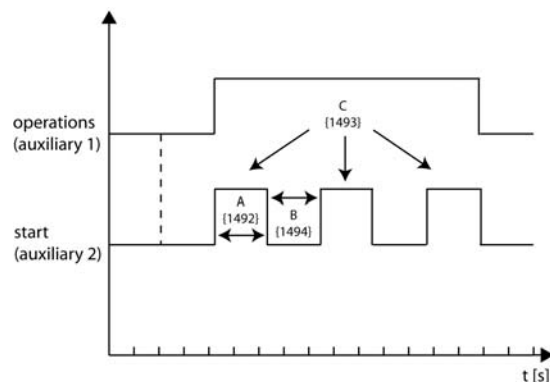 operations
(auxiliary 1)
C
{1493}
start
(auxiliary 2)
A
{1492}
B
{1494}
t [s]